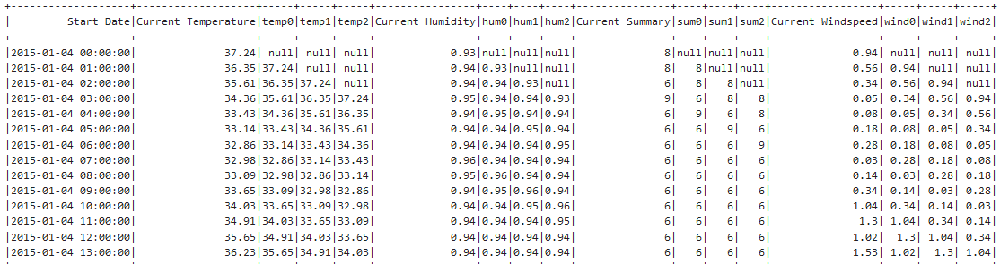 +-------------------+-------------------+-----+-----+-----+----------------+----+----+----+---------------+----+----+----+-----------------+-----+-----+-----+
|         Start Date|Current Temperature|temp0|temp1|temp2|Current Humidity|hum0|hum1|hum2|Current Summary|sum0|sum1|sum2|Current Windspeed|wind0|wind1|wind2|
+-------------------+-------------------+-----+-----+-----+----------------+----+----+----+---------------+----+----+----+-----------------+-----+-----+-----+
|2015-01-04 00:00:00|              37.24| null| null| null|            0.93|null|null|null|              8|null|null|null|             0.94| null| null| null|
|2015-01-04 01:00:00|              36.35|37.24| null| null|            0.94|0.93|null|null|              8|   8|null|null|             0.56| 0.94| null| null|
|2015-01-04 02:00:00|              35.61|36.35|37.24| null|            0.94|0.94|0.93|null|              6|   8|   8|null|             0.34| 0.56| 0.94| null|
|2015-01-04 03:00:00|              34.36|35.61|36.35|37.24|            0.95|0.94|0.94|0.93|              9|   6|   8|   8|             0.05| 0.34| 0.56| 0.94|
|2015-01-04 04:00:00|              33.43|34.36|35.61|36.35|            0.94|0.95|0.94|0.94|              6|   9|   6|   8|             0.08| 0.05| 0.34| 0.56|
|2015-01-04 05:00:00|              33.14|33.43|34.36|35.61|            0.94|0.94|0.95|0.94|              6|   6|   9|   6|             0.18| 0.08| 0.05| 0.34|
|2015-01-04 06:00:00|              32.86|33.14|33.43|34.36|            0.94|0.94|0.94|0.95|              6|   6|   6|   9|             0.28| 0.18| 0.08| 0.05|
|2015-01-04 07:00:00|              32.98|32.86|33.14|33.43|            0.96|0.94|0.94|0.94|              6|   6|   6|   6|             0.03| 0.28| 0.18| 0.08|
|2015-01-04 08:00:00|              33.09|32.98|32.86|33.14|            0.95|0.96|0.94|0.94|              6|   6|   6|   6|             0.14| 0.03| 0.28| 0.18|
|2015-01-04 09:00:00|              33.65|33.09|32.98|32.86|            0.94|0.95|0.96|0.94|              6|   6|   6|   6|             0.34| 0.14| 0.03| 0.28|
|2015-01-04 10:00:00|              34.03|33.65|33.09|32.98|            0.94|0.94|0.95|0.96|              6|   6|   6|   6|             1.04| 0.34| 0.14| 0.03|
|2015-01-04 11:00:00|              34.91|34.03|33.65|33.09|            0.94|0.94|0.94|0.95|              6|   6|   6|   6|              1.3| 1.04| 0.34| 0.14|
|2015-01-04 12:00:00|              35.65|34.91|34.03|33.65|            0.94|0.94|0.94|0.94|              6|   6|   6|   6|             1.02|  1.3| 1.04| 0.34|
|2015-01-04 13:00:00|              36.23|35.65|34.91|34.03|            0.94|0.94|0.94|0.94|              6|   6|   6|   6|             1.53| 1.02|  1.3| 1.04|